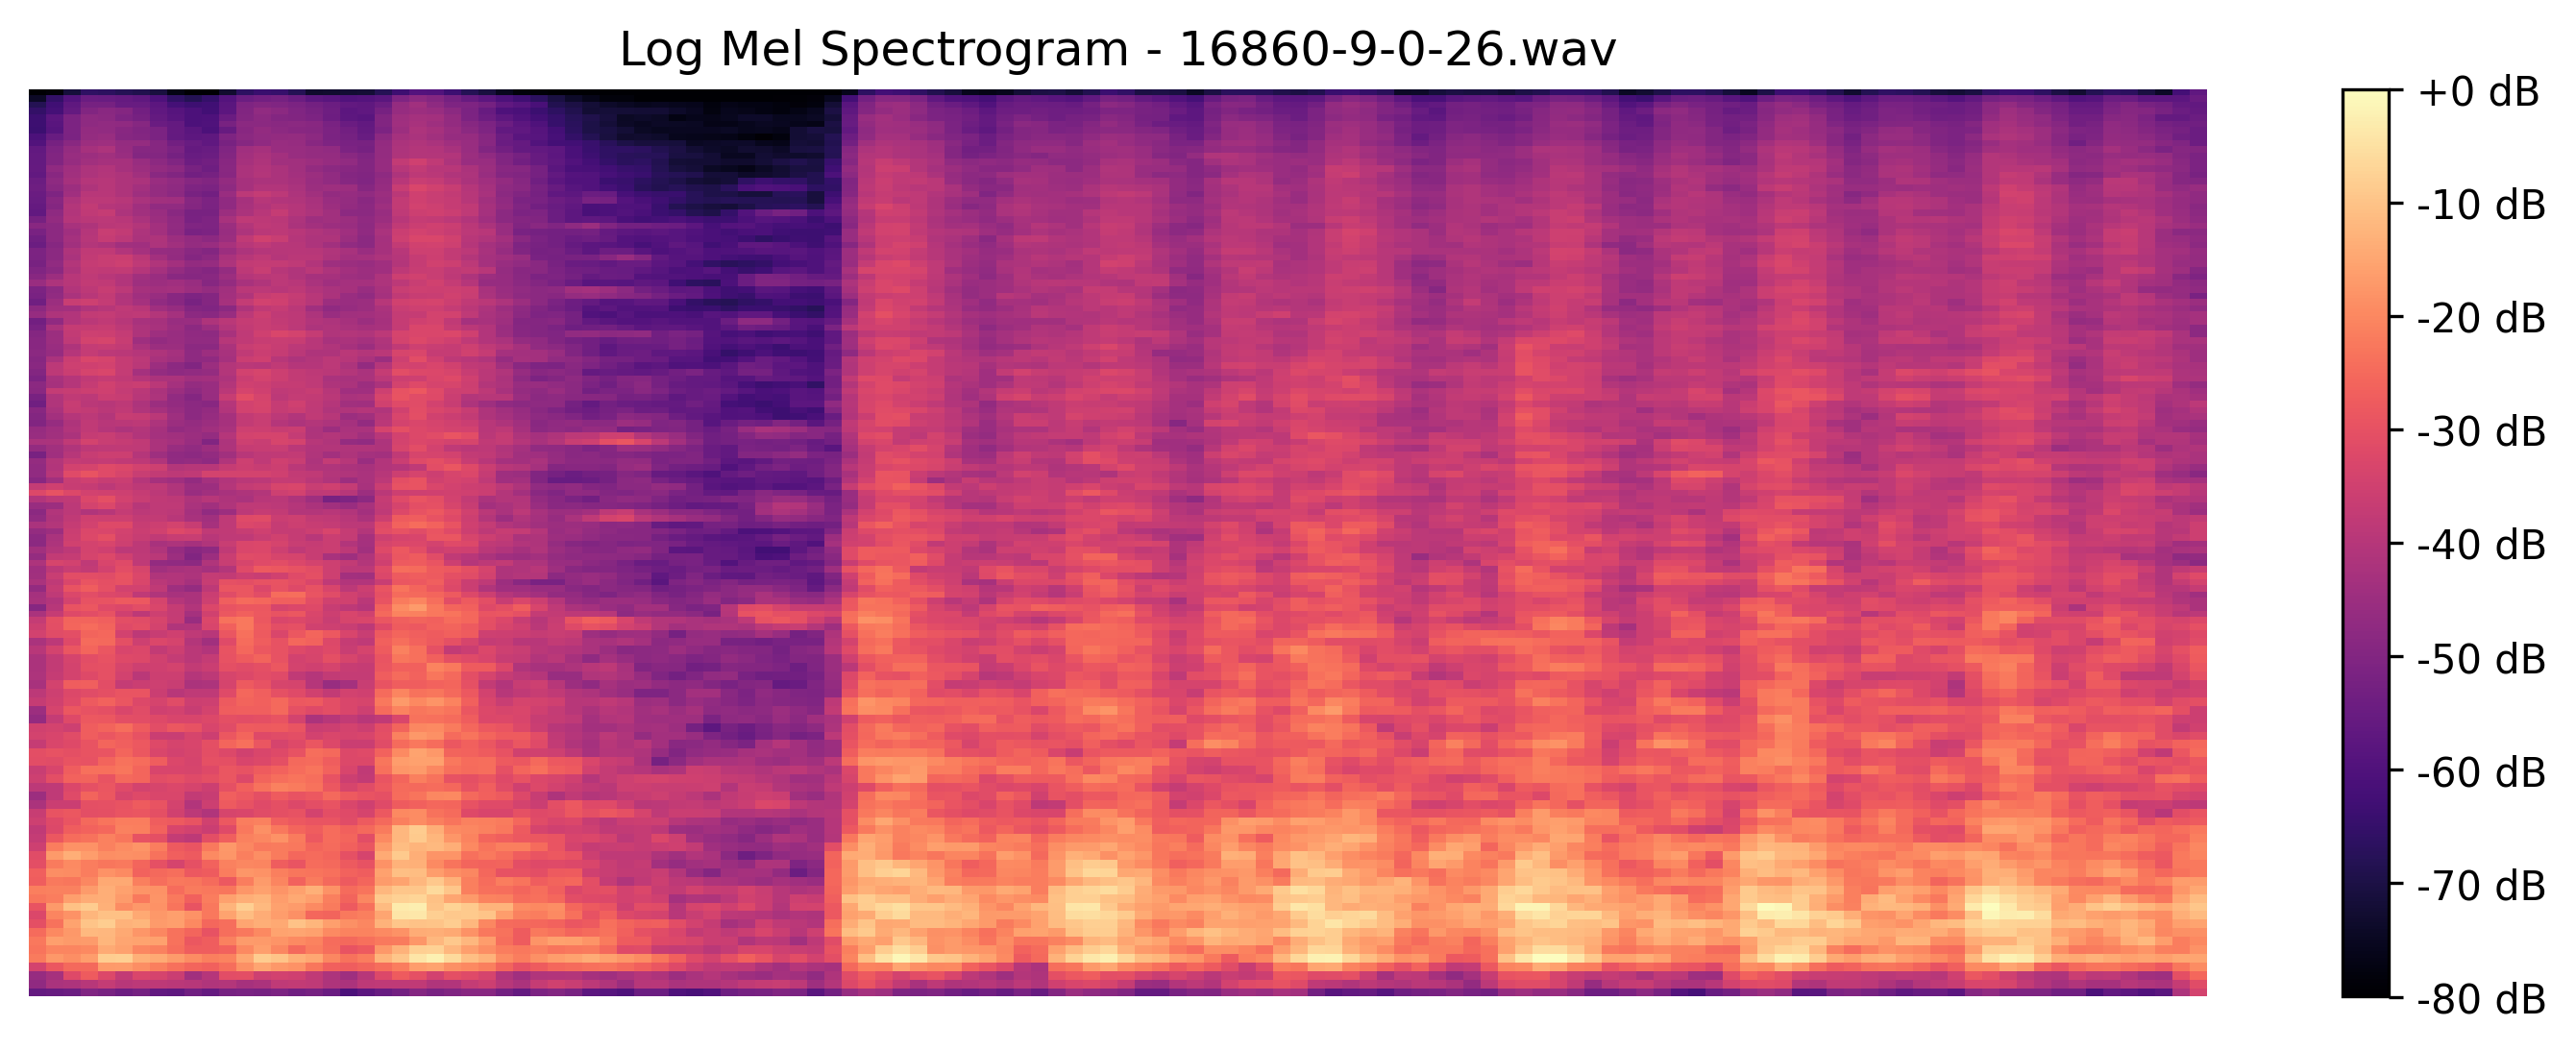 Log Mel Spectrogram - 16860-9-0-26.wav
+0 dB
-10 dB
-20 dB
-30 dB
-40 dB
-50 dB
-60 dB
-70 dB
-80 dB